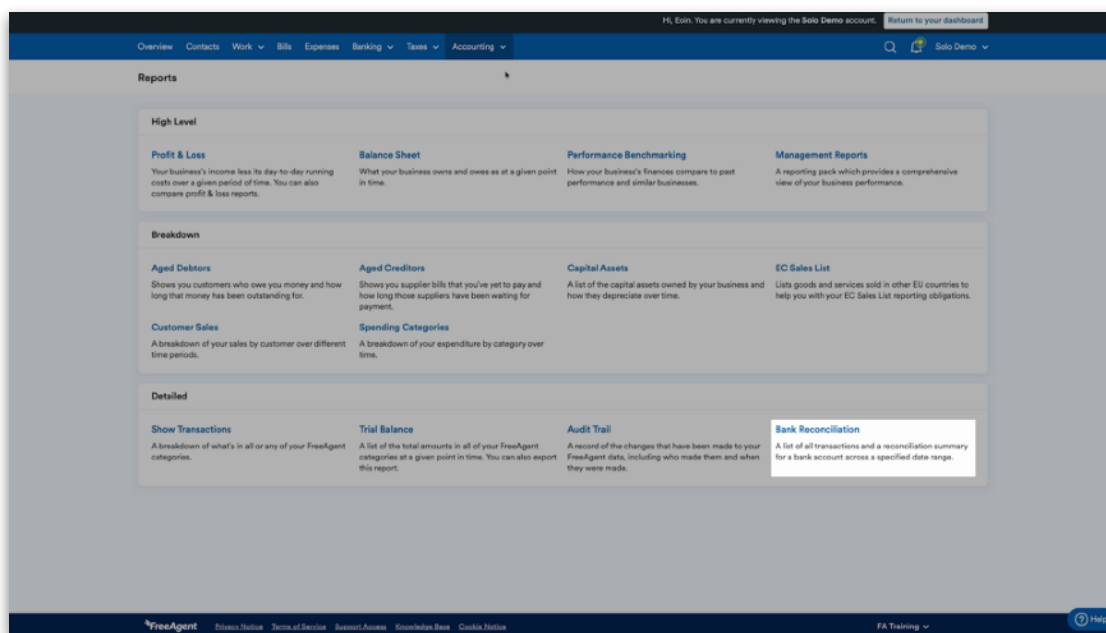 Hi, Eoin. You are currently viewing the Solo Demo account. Return to your dashboard
Overview Contacts Work Bills Expenses Banking Taxes Accounting Solo Demo
Reports
High Level
Profit & Loss
Your business's income less its day-to-day running
costs over a given period of time. You can also
compare profit & loss reports.
Balance Sheet
What your business owns and owes as at a given point
in time.
Performance Benchmarking
How your business's finances compare to past
performance and similar businesses.
Management Reports
A reporting pack which provides a comprehensive
view of your business performance.
Breakdown
Aged Debtors
Shows you customers who owe you money and how
long that money has been outstanding for.
Aged Creditors
Shows you supplier bills that you've yet to pay and
how long those suppliers have been waiting for
payment.
Capital Assets
A list of the capital assets owned by your business and
how they depreciate over time.
EC Sales List
Lists goods and services sold in other EU countries to
help you with your EC Sales List reporting obligations.
Customer Sales
A breakdown of your sales by customer over different
time periods.
Spending Categories
A breakdown of your expenditure by category over
time.
Detailed
Show Transactions
A breakdown of what's in all or any of your FreeAgent
categories.
Trial Balance
A list of the total amounts in all of your FreeAgent
categories at a given point in time. You can also export
this report.
Audit Trail
A record of the changes that have been made to your
FreeAgent data, including who made them and when
they were made.
Bank Reconciliation
A list of all transactions and a reconciliation summary
for a bank account across a specified date range.
FreeAgent Privacy Notice Terms of Service Support Access Knowledge Base Cookie Notice FA Training Help